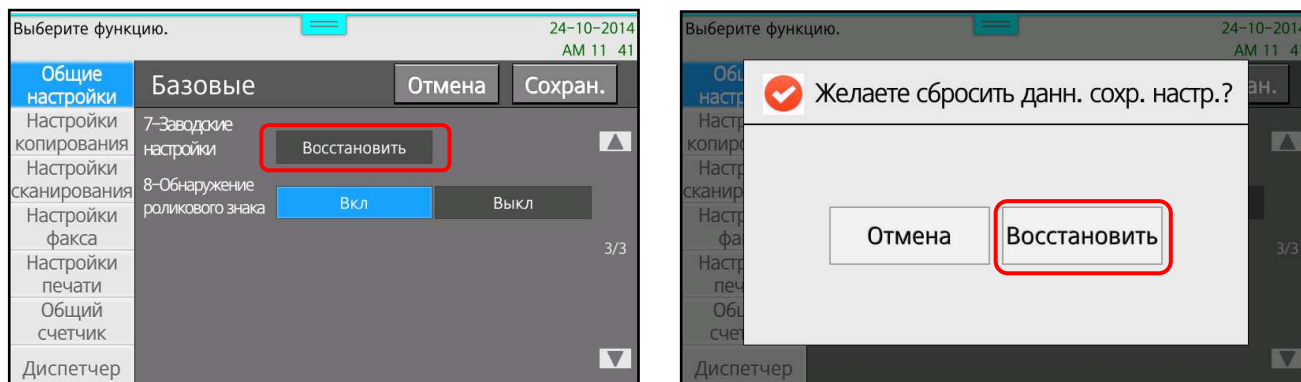 Выберите функцию.
24-10-2014
AM 11 41
Общие
настройки
Базовые
Отмена
Сохран.
Настройки
копирования
7-Заводские
настройки
Восстановить
Настройки
сканирования
8-Обнаружение
роликового знака
Вкл
Выкл
Настройки
факса
3/3
Настройки
печати
Общий
счетчик
Диспетчер
Выберите функцию.
24-10-2014
AM 11 41
Желаете сбросить данн. сохр. настр.?
Отмена
Восстановить
3/3
Диспетчер